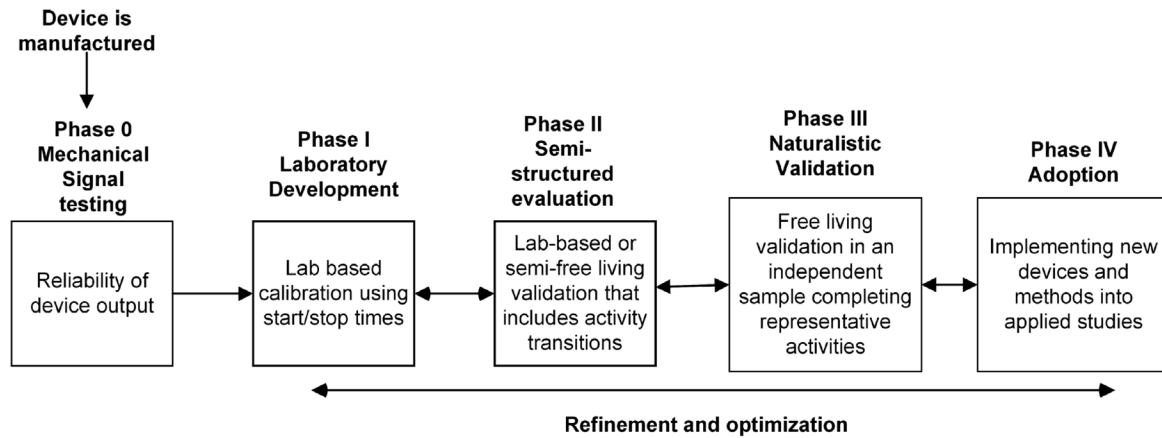 Device is
manufactured
Phase 0
Mechanical
Signal
testing
Reliability of
device output
Phase I
Laboratory
Development
Lab based
calibration using
start/stop times
Phase II
Semi-
structured
evaluation
Lab-based or
semi-free living
validation that
includes activity
transitions
Phase III
Naturalistic
Validation
Free living
validation in an
independent
sample completing
representative
activities
Phase IV
Adoption
Implementing new
devices and
methods into
applied studies
Refinement and optimization